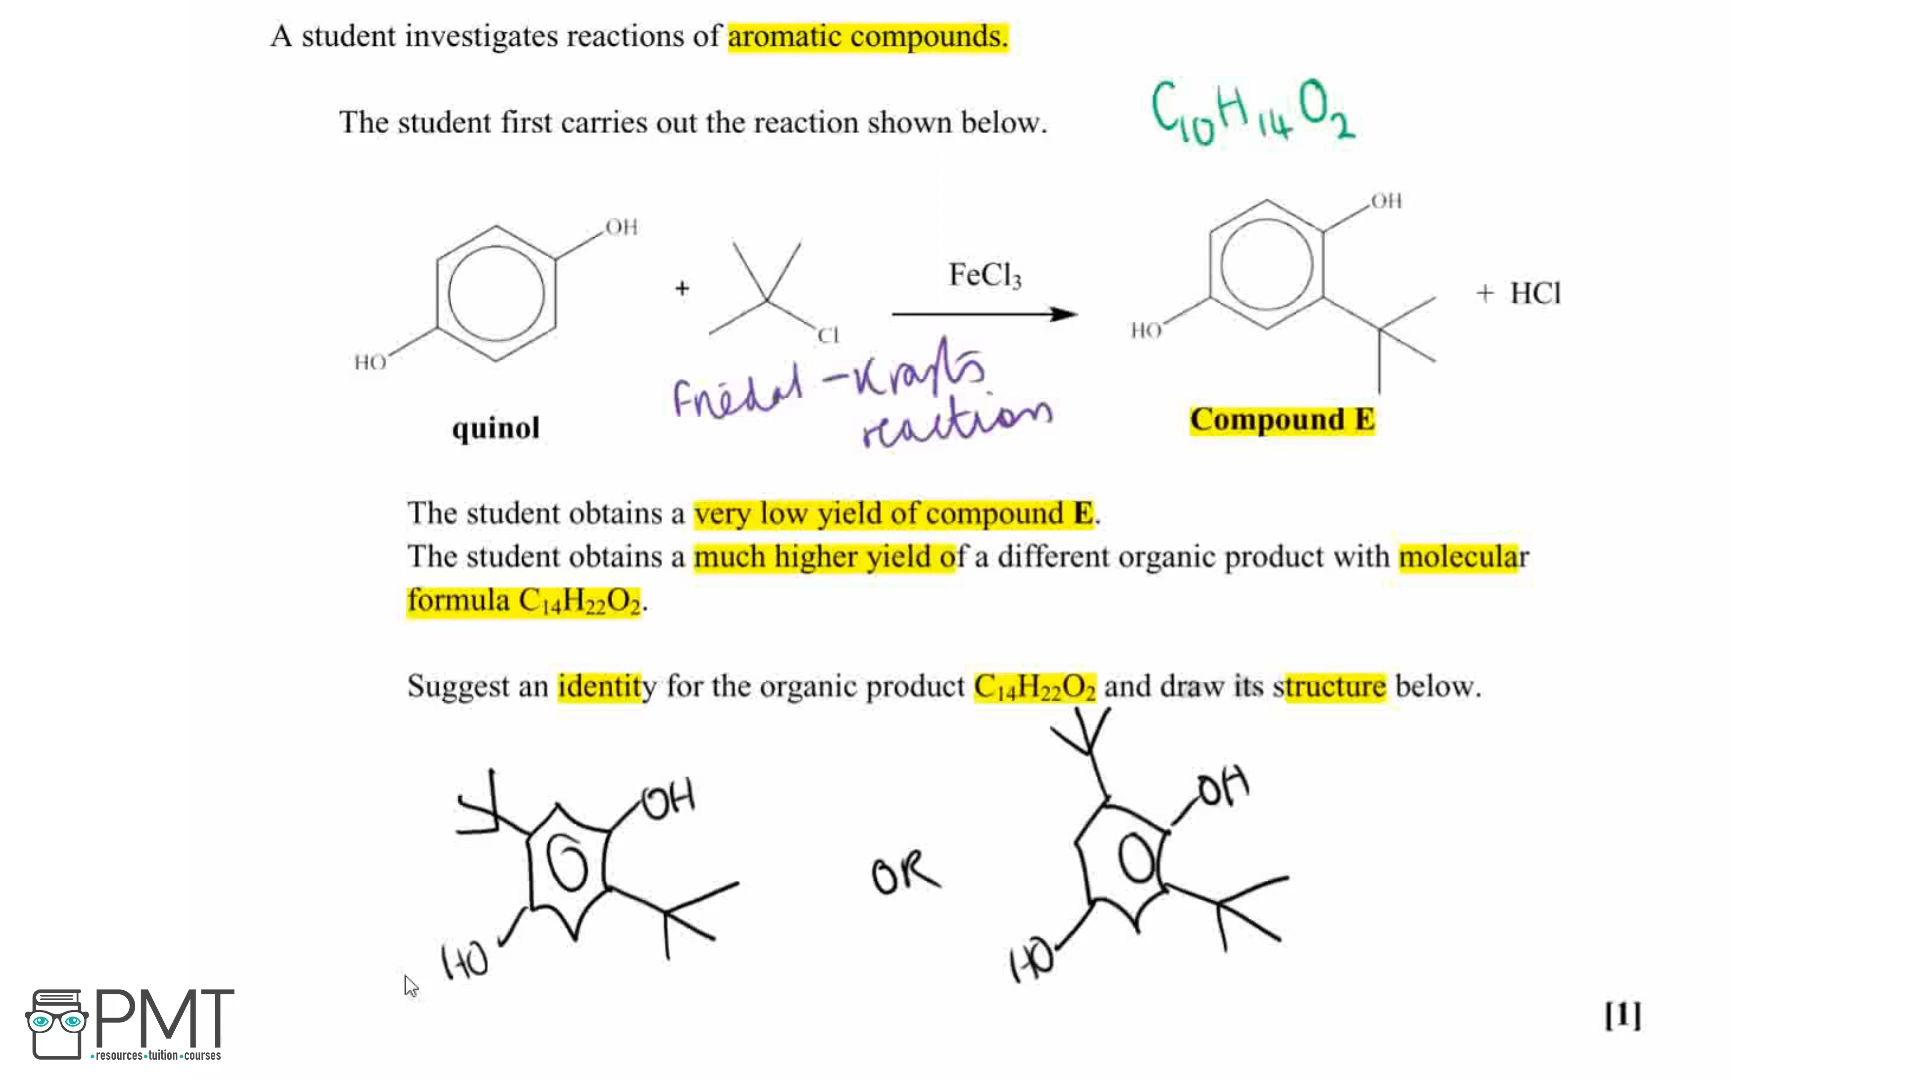 A student investigates reactions of aromatic compounds.
The student first carries out the reaction shown below.
C10H14O2
OH
HO
quinol
+
Cl
FeCl3
Friedal-Krafts
reaction
OH
HO
Compound E
+ HCl
The student obtains a very low yield of compound E.
The student obtains a much higher yield of a different organic product with molecular
formula C14H22O2.
Suggest an identity for the organic product C14H22O2 and draw its structure below.
OH
HO
OR
OH
HO
[1]
PMT
•resources•tuition•courses